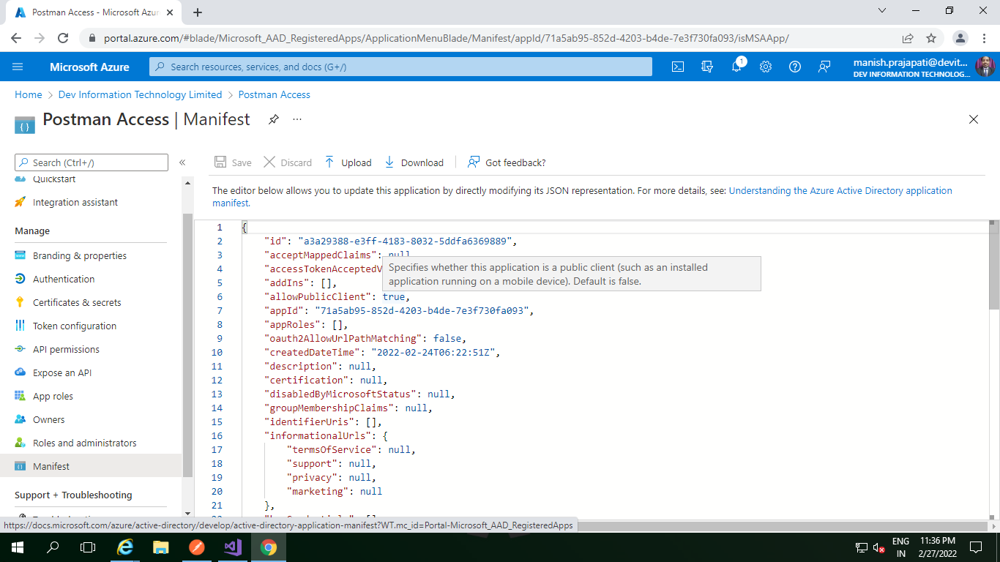 Postman Access - Microsoft Azur
portal.azure.com/#blade/Microsoft_AAD_RegisteredApps/ApplicationMenuBlade/Manifest/appId/71a5ab95-852d-4203-b4de-7e3f730fa093/isMSAApp/
Microsoft Azure
Search resources, services, and docs (G+/)
1
manish.prajapati@devit...
DEV INFORMATION TECHNOLOG...
Home > Dev Information Technology Limited > Postman Access
Postman Access | Manifest
Search (Ctrl+/)
Quickstart
Integration assistant
Manage
Branding & properties
Authentication
Certificates & secrets
Token configuration
API permissions
Expose an API
App roles
Owners
Roles and administrators
Manifest
Support + Troubleshooting
Save Discard Upload Download Got feedback?
The editor below allows you to update this application by directly modifying its JSON representation. For more details, see: Understanding the Azure Active Directory application
manifest.
1 {
2 "id": "a3a29388-e3ff-4183-8032-5ddfa6369889",
3 "acceptMappedClaims": null
4 "accessTokenAcceptedV
Specifies whether this application is a public client (such as an installed
application running on a mobile device). Default is false.
5 "addIns": [],
6 "allowPublicClient": true,
7 "appId": "71a5ab95-852d-4203-b4de-7e3f730fa093",
8 "appRoles": [],
9 "oauth2AllowUrlPathMatching": false,
10 "createdDateTime": "2022-02-24T06:22:51Z",
11 "description": null,
12 "certification": null,
13 "disabledByMicrosoftStatus": null,
14 "groupMembershipClaims": null,
15 "identifierUris": [],
16 "informationalUrls": {
17 "termsOfService": null,
18 "support": null,
19 "privacy": null,
20 "marketing": null
21 },
https://docs.microsoft.com/azure/active-directory/develop/active-directory-application-manifest?WT.mc_id=Portal-Microsoft_AAD_RegisteredApps
ENG
IN
11:36 PM
2/27/2022